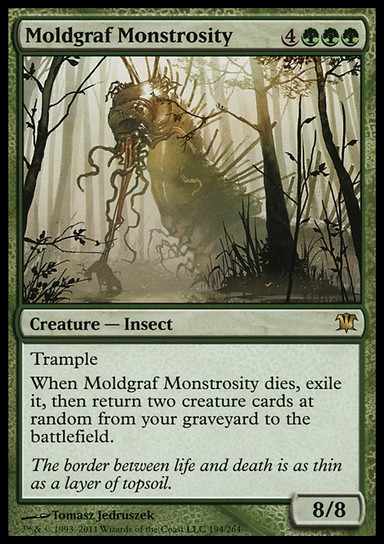 Moldgraf Monstrosity 4
Creature — Insect
Trample
When Moldgraf Monstrosity dies, exile
it, then return two creature cards at
random from your graveyard to the
battlefield.
The border between life and death is as thin
as a layer of topsoil.
Tomasz Jedruszek
™ & © 1993–2011 Wizards of the Coast LLC 194/264
8/8